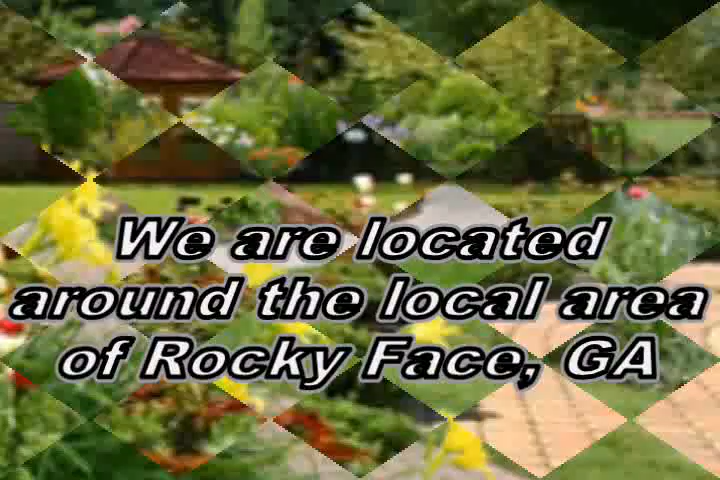 We are located
around the local area
of Rocky Face, GA